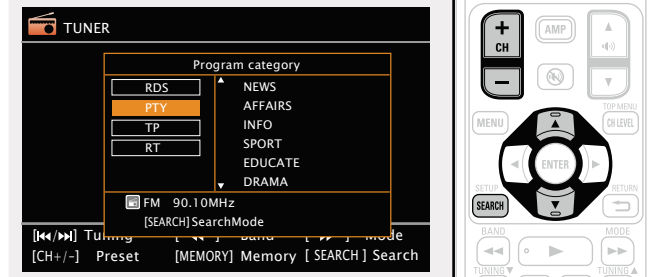 TUNER
Program category
RDS
PTY
TP
RT
NEWS
AFFAIRS
INFO
SPORT
EDUCATE
DRAMA
FM 90.10MHz
[SEARCH] SearchMode
[⏮/⏭] Tuning [ ◀◀ ] Band [ ▶▶ ] Mode
[CH+/–] Preset [MEMORY] Memory [ SEARCH ] Search
+
CH
–
AMP
MENU
TOP MENU
CH LEVEL
ENTER
SETUP
SEARCH
RETURN
BAND
MODE
TUNING▼
TUNING▲